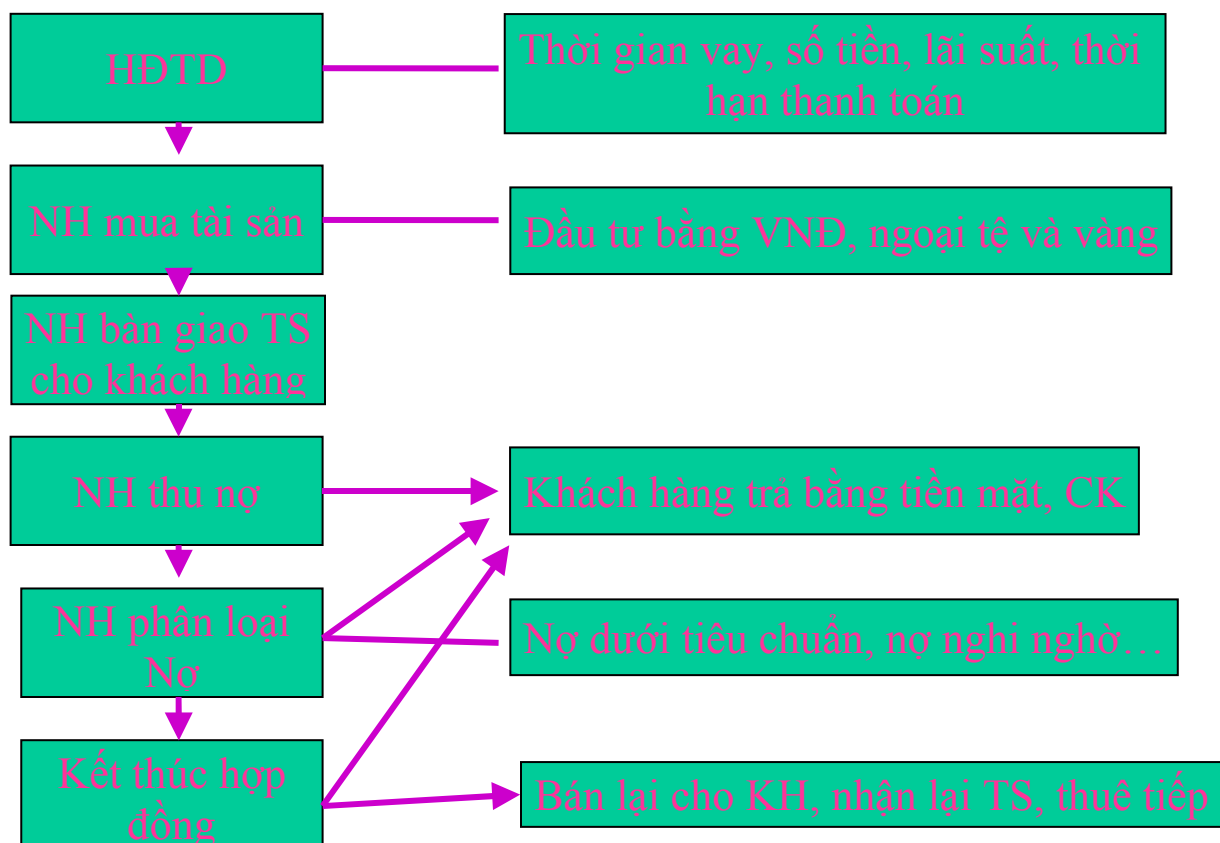 HĐTD
Thời gian vay, số tiền, lãi suất, thời
hạn thanh toán
NH mua tài sản
Đầu tư bằng VNĐ, ngoại tệ và vàng
NH bàn giao TS
cho khách hàng
NH thu nợ
Khách hàng trả bằng tiền mặt, CK
NH phân loại
Nợ
Nợ dưới tiêu chuẩn, nợ nghi nghờ…
Kết thúc hợp
đồng
Bán lại cho KH, nhận lại TS, thuê tiếp